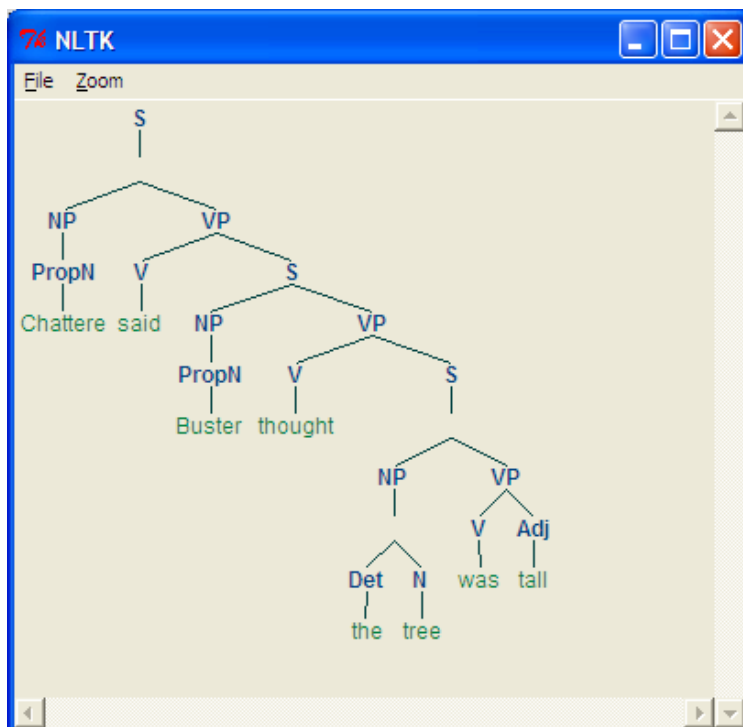 NLTK
File Zoom
S
NP VP
PropN V S
Chattere said NP VP
PropN V S
Buster thought
NP VP
V Adj
Det N was tall
the tree